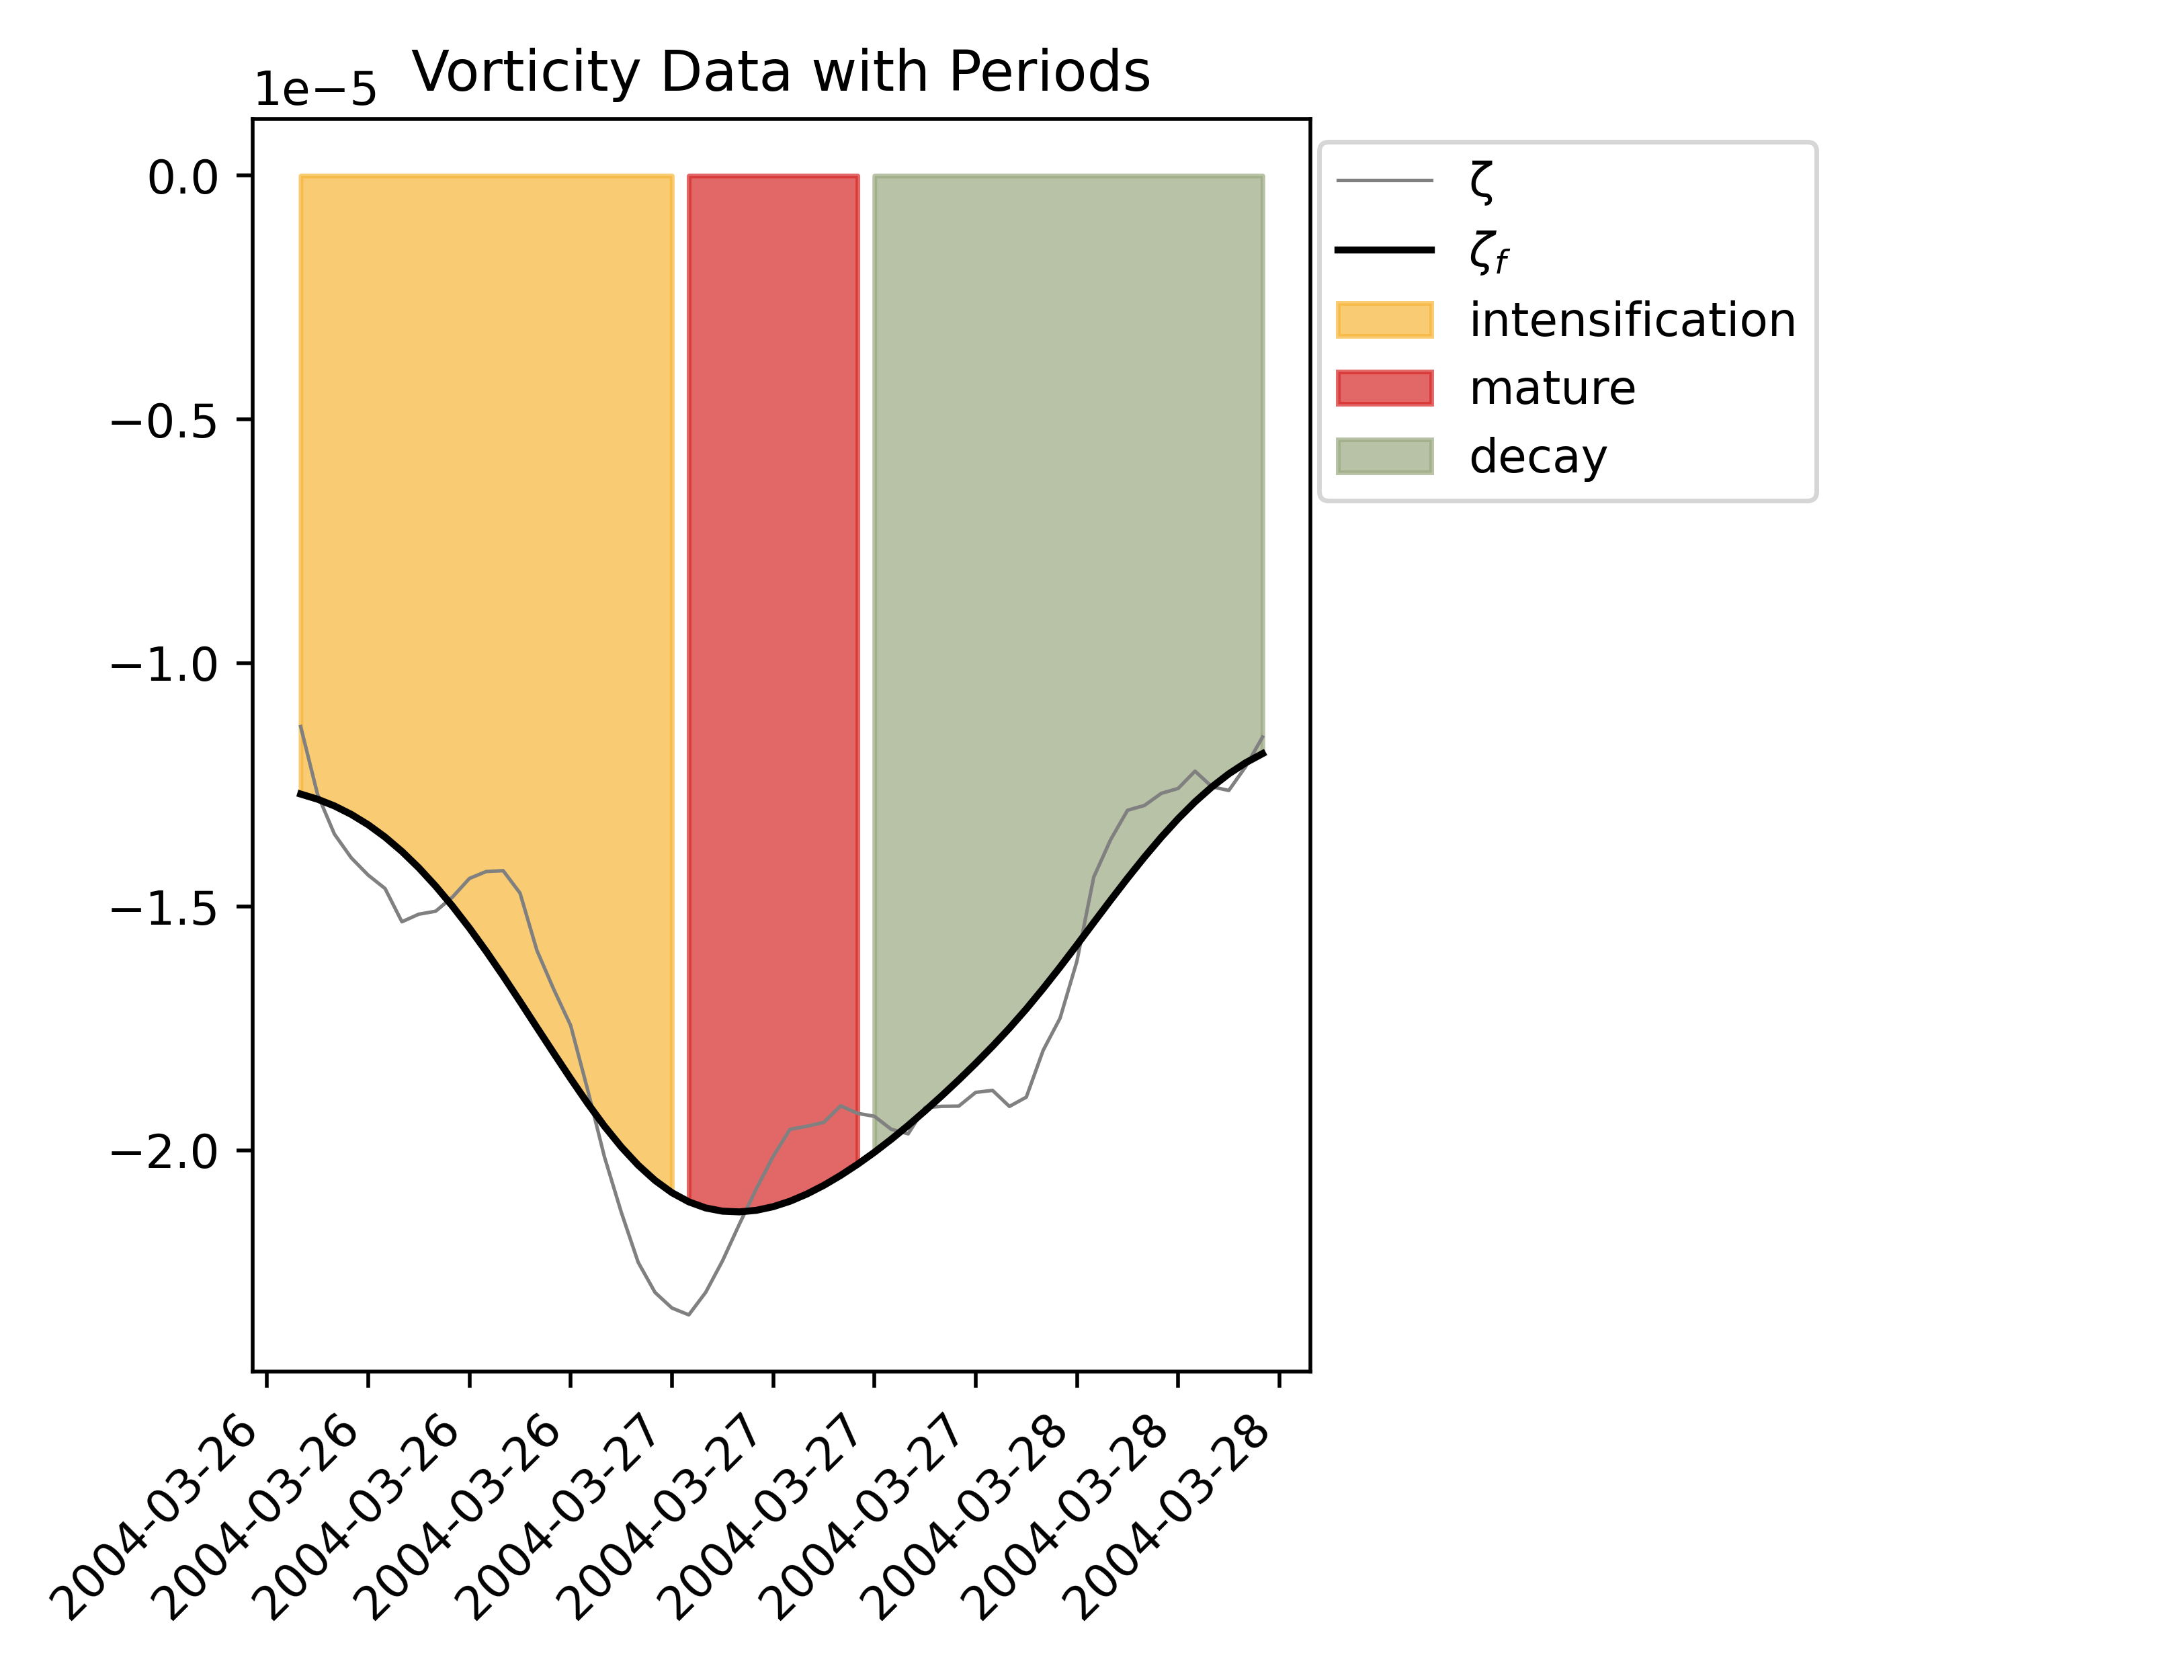 Vorticity Data with Periods
1e−5
0.0
−0.5
−1.0
−1.5
−2.0
ζ
ζf
intensification
mature
decay
2004-03-26
2004-03-26
2004-03-26
2004-03-26
2004-03-27
2004-03-27
2004-03-27
2004-03-27
2004-03-28
2004-03-28
2004-03-28